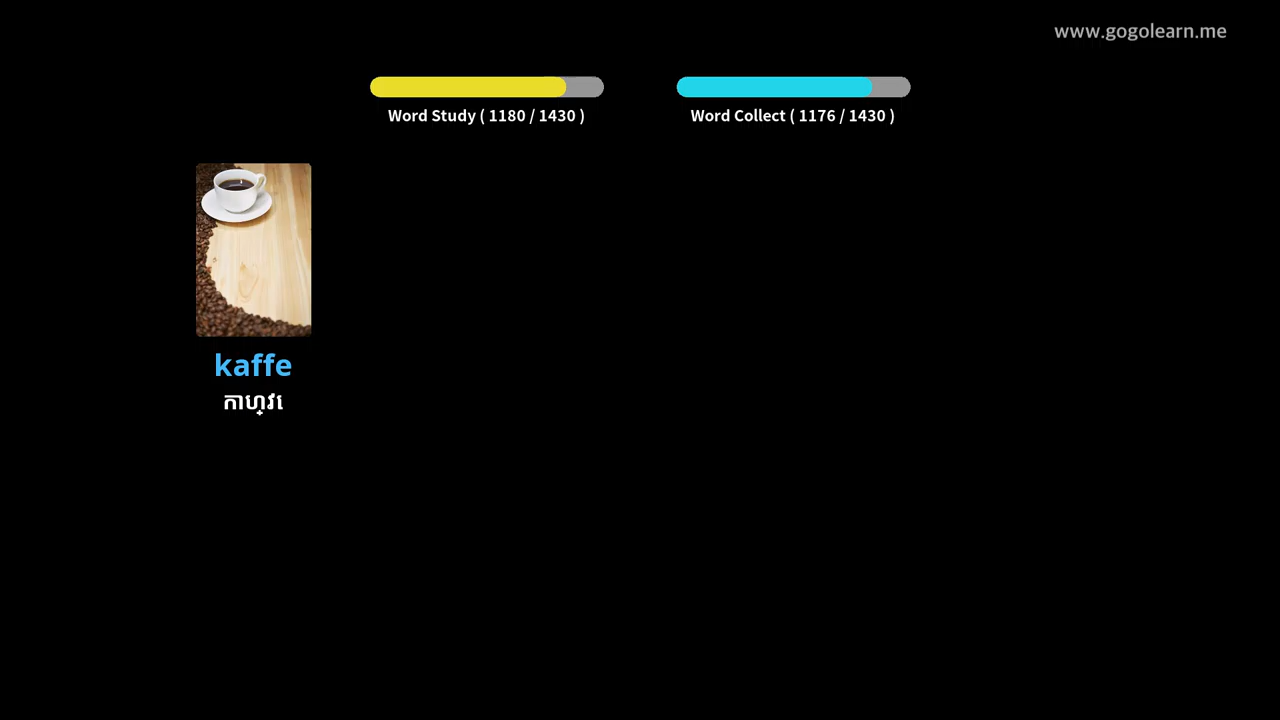 www.gogolearn.me
Word Study ( 1180 / 1430 )
Word Collect ( 1176 / 1430 )
kaffe
កាហ្វេ